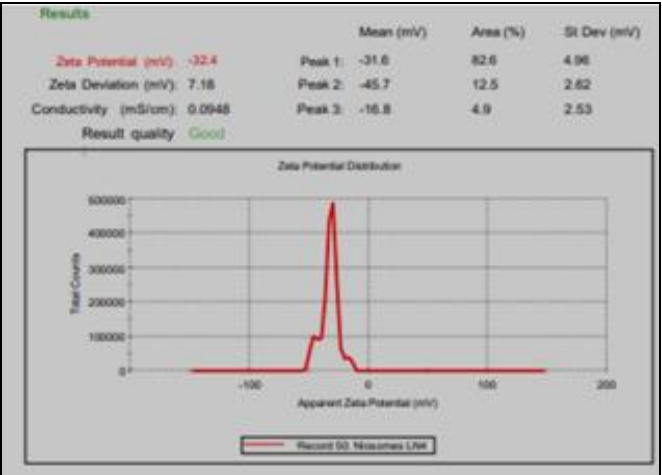 Results
Mean (mV) Area (%) St Dev (mV)
Zeta Potential (mV): -32.4 Peak 1: -31.6 82.6 4.96
Zeta Deviation (mV): 7.16 Peak 2: -45.7 12.5 2.62
Conductivity (mS/cm): 0.0948 Peak 3: -16.8 4.9 2.53
Result quality Good
Zeta Potential Distribution
500000
400000
300000
200000
100000
0
Total Counts
-100 0 100 200
Apparent Zeta Potential (mV)
Record 50: Niosomes LN4